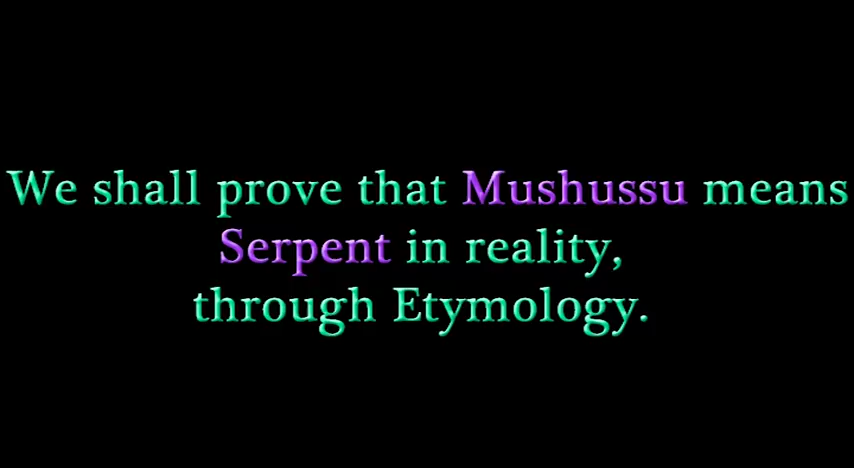 We shall prove that Mushussu means
Serpent in reality,
through Etymology.